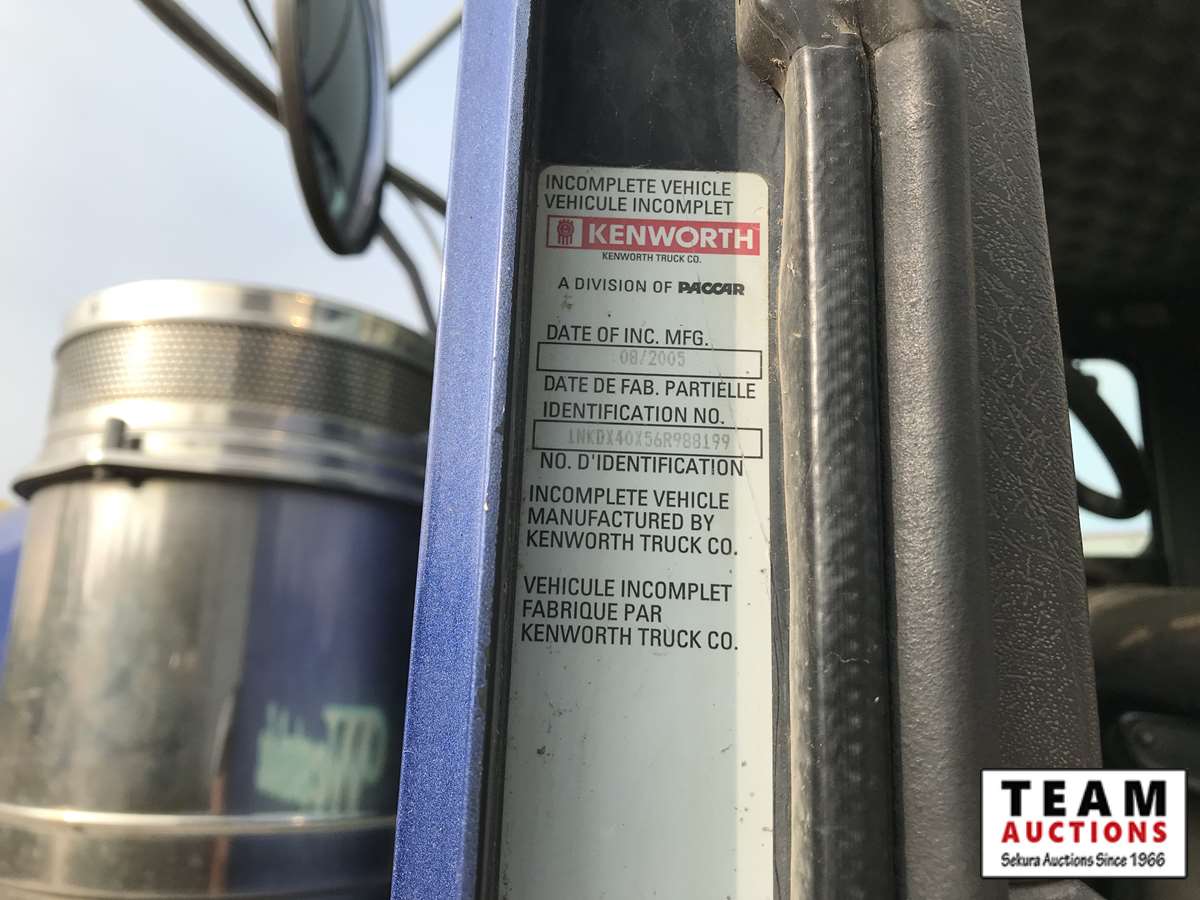 INCOMPLETE VEHICLE
VEHICULE INCOMPLET
KENWORTH
KENWORTH TRUCK CO.
A DIVISION OF PACCAR
DATE OF INC. MFG.
08/2005
DATE DE FAB. PARTIELLE
IDENTIFICATION NO.
1NKDX40X56R988199
NO. D'IDENTIFICATION
INCOMPLETE VEHICLE
MANUFACTURED BY
KENWORTH TRUCK CO.
VEHICULE INCOMPLET
FABRIQUE PAR
KENWORTH TRUCK CO.
TEAM
AUCTIONS
Sekura Auctions Since 1966